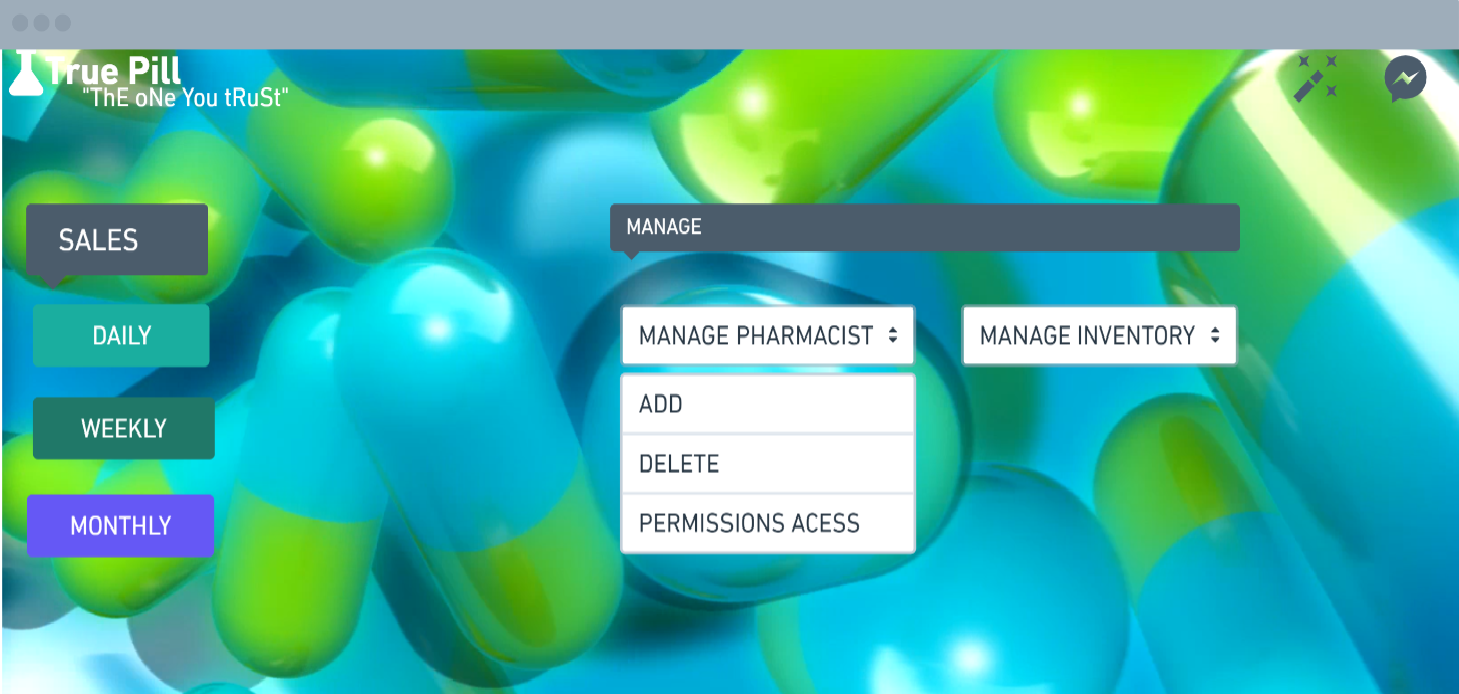 True Pill
"ThE oNe You tRuSt"
SALES
DAILY
WEEKLY
MONTHLY
MANAGE
MANAGE PHARMACIST
ADD
DELETE
PERMISSIONS ACESS
MANAGE INVENTORY